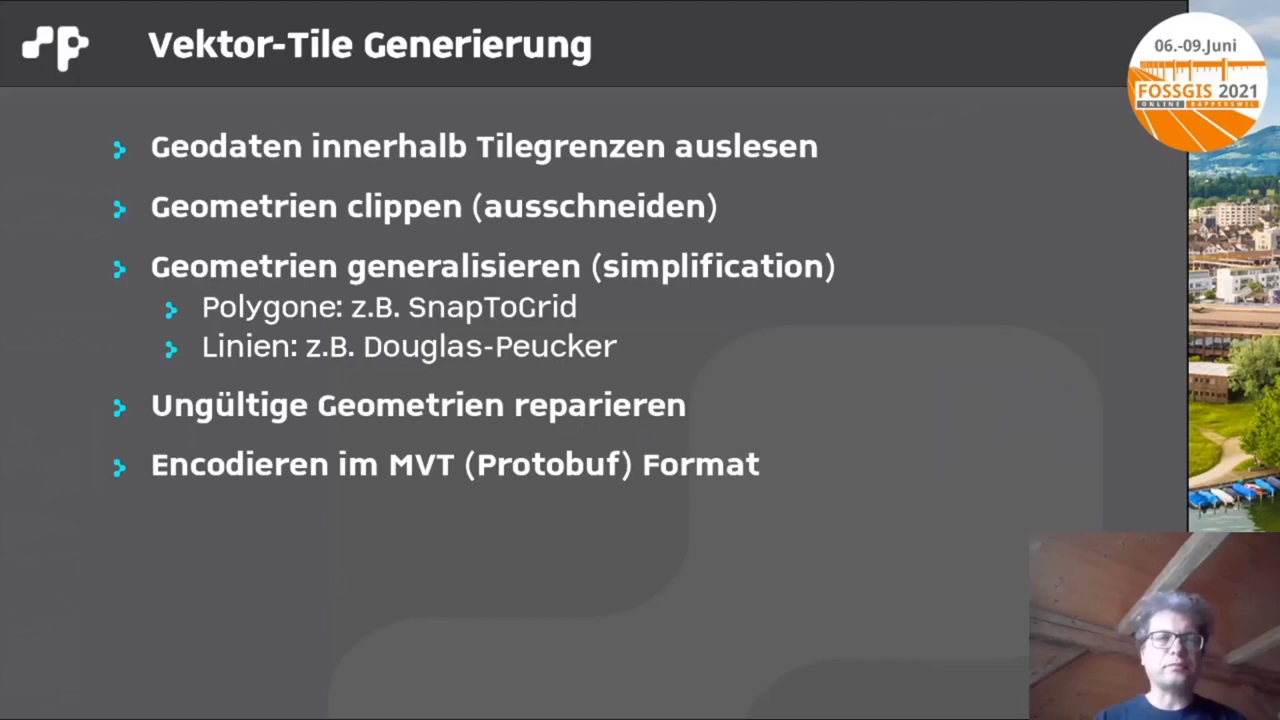 Vektor-Tile Generierung
06.-09.Juni
FOSSGIS 2021
ONLINE RAPPERSWIL
Geodaten innerhalb Tilegrenzen auslesen
Geometrien clippen (ausschneiden)
Geometrien generalisieren (simplification)
Polygone: z.B. SnapToGrid
Linien: z.B. Douglas-Peucker
Ungültige Geometrien reparieren
Encodieren im MVT (Protobuf) Format